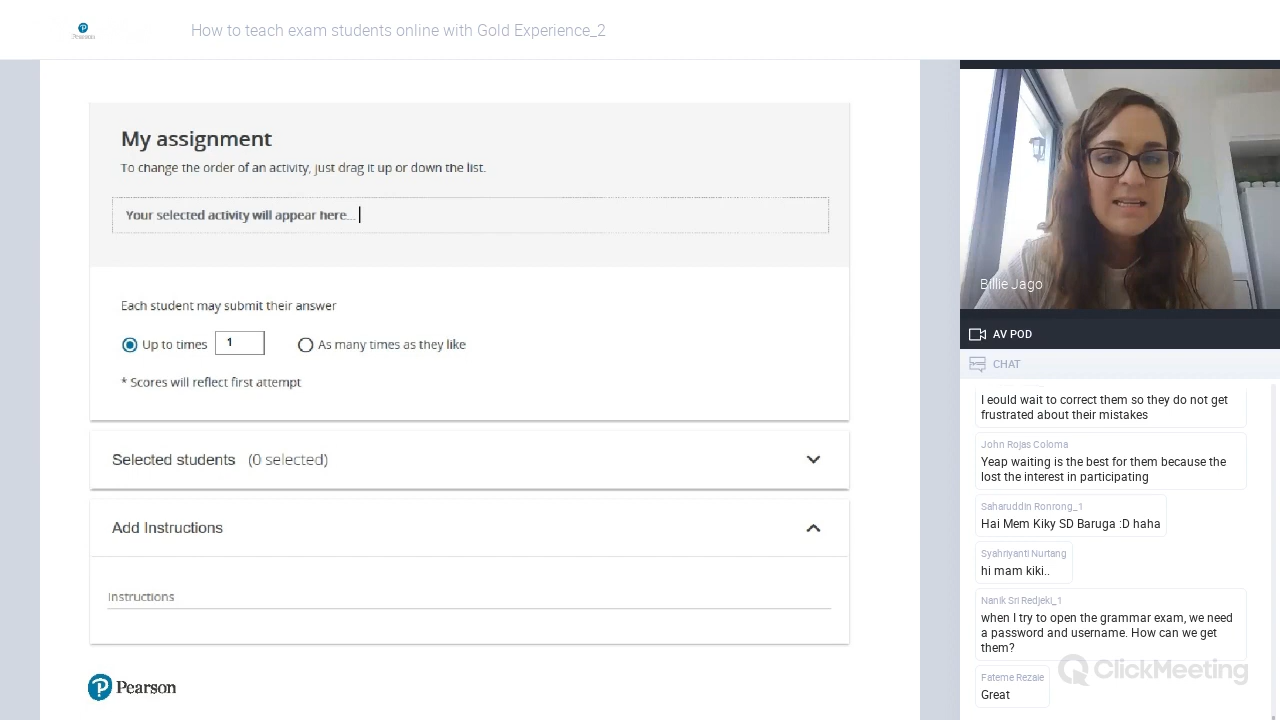 Pearson
How to teach exam students online with Gold Experience_2
My assignment
To change the order of an activity, just drag it up or down the list.
Your selected activity will appear here...
Each student may submit their answer
Up to times 1 As many times as they like
* Scores will reflect first attempt
Selected students (0 selected)
Add Instructions
Instructions
Pearson
Billie Jago
AV POD
CHAT
I eould wait to correct them so they do not get
frustrated about their mistakes
John Rojas Coloma
Yeap waiting is the best for them because the
lost the interest in participating
Saharuddin Ronrong_1
Hai Mem Kiky SD Baruga :D haha
Syahriyanti Nurtang
hi mam kiki..
Nanik Sri Redjeki_1
when I try to open the grammar exam, we need
a password and username. How can we get
them?
ClickMeeting
Fateme Rezaie
Great